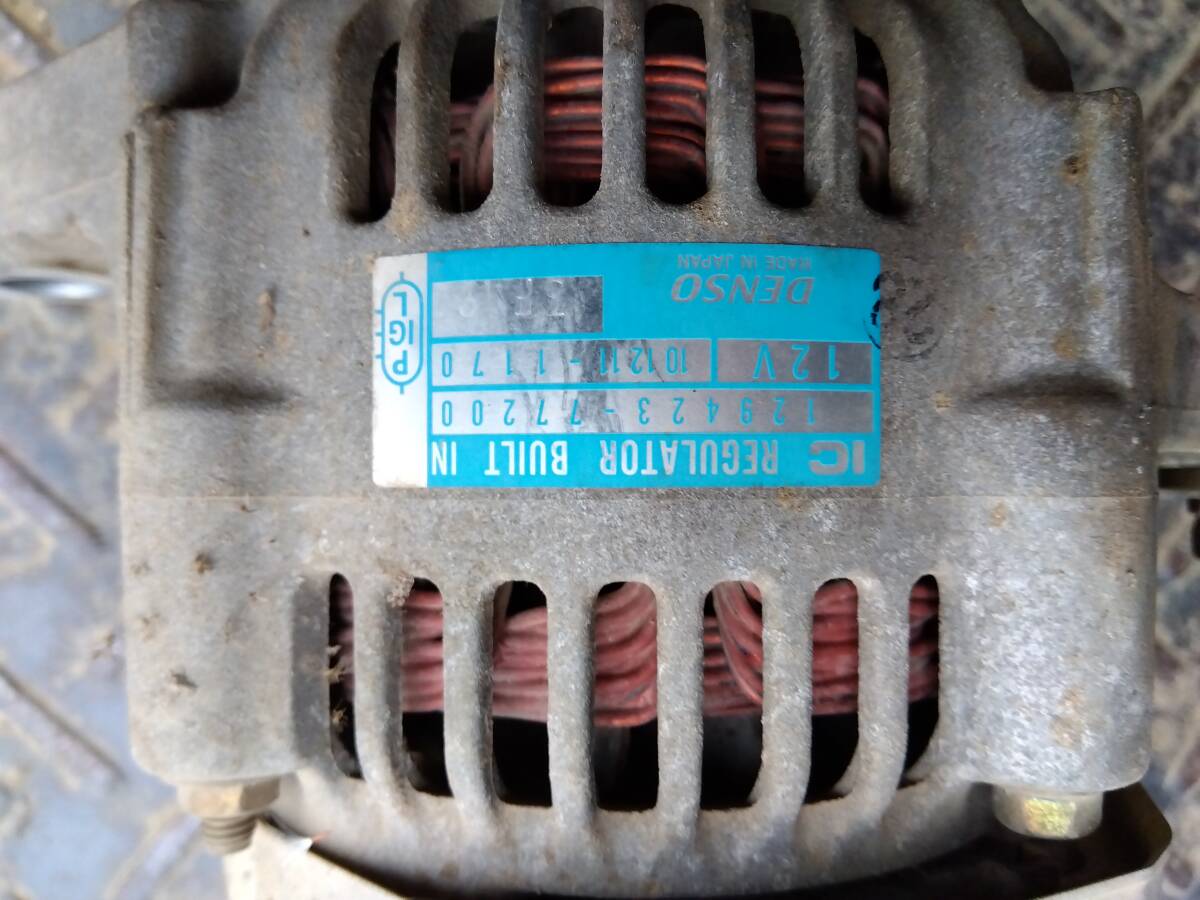 IC REGULATOR BUILT IN
129423-77200
12V 101211-1170
DENSO
MADE IN JAPAN
P
IG
L